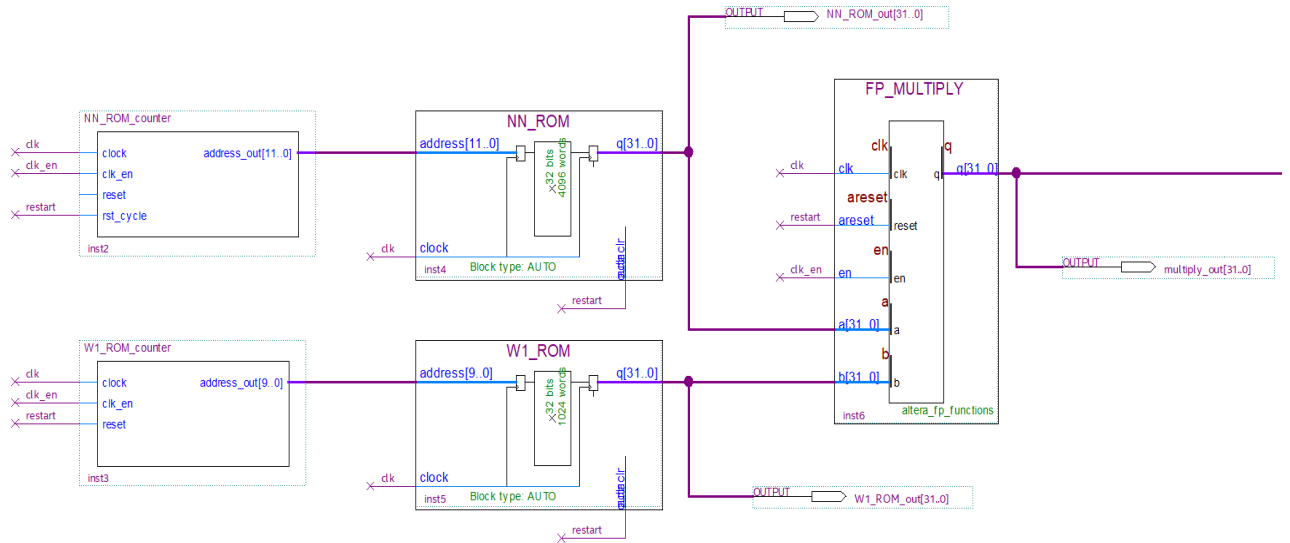 OUTPUT
NN_ROM_out[31..0]
NN_ROM_counter
clk
clock
address_out[11..0]
clk_en
clk_en
reset
restart
rst_cycle
inst2
NN_ROM
address[11..0]
q[31..0]
32 bits
4096 words
clk
clock
Block type: AUTO
inst4
restart
FP_MULTIPLY
clk
q
clk
clk
clk
q
q[31..0]
areset
restart
areset
reset
en
clk_en
en
en
a
a[31..0]
a
b
b[31..0]
b
inst6
altera_fp_functions
OUTPUT
multiply_out[31..0]
W1_ROM_counter
clk
clock
address_out[9..0]
clk_en
clk_en
restart
reset
inst3
W1_ROM
address[9..0]
q[31..0]
32 bits
1024 words
clk
clock
Block type: AUTO
inst5
restart
OUTPUT
W1_ROM_out[31..0]